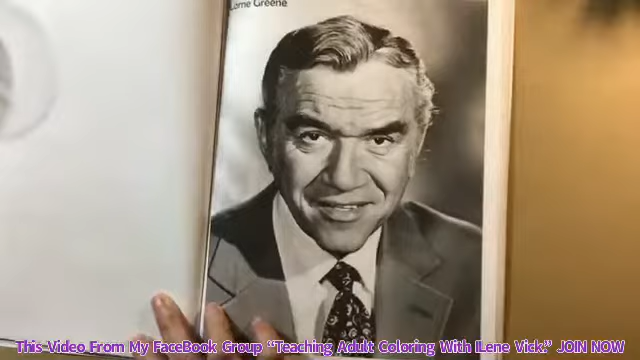 Lorne Greene
This Video From My FaceBook Group "Teaching Adult Coloring With ILene Vick." JOIN NOW